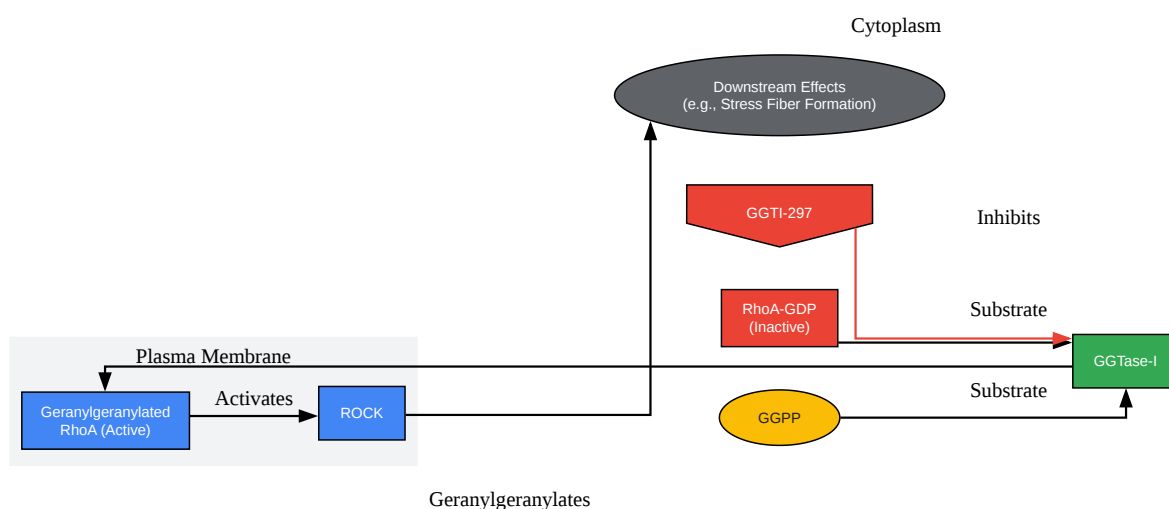 Cytoplasm
Downstream Effects
(e.g., Stress Fiber Formation)
GGTI-297
Inhibits
RhoA-GDP
(Inactive)
Substrate
GGTase-I
Plasma Membrane
Activates
Geranylgeranylated
RhoA (Active)
ROCK
Substrate
GGPP
Geranylgeranylates